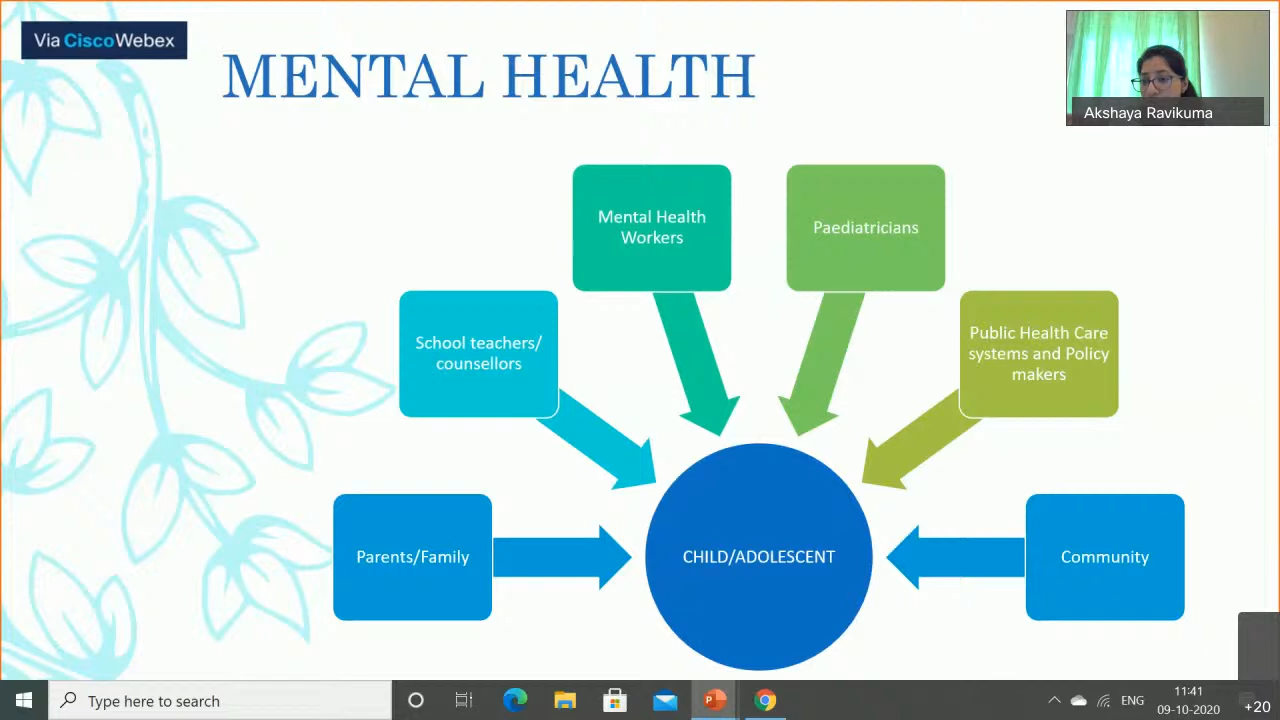 Via CiscoWebex
MENTAL HEALTH
Akshaya Ravikuma
Mental Health
Workers
Paediatricians
School teachers/
counsellors
Public Health Care
systems and Policy
makers
Parents/Family
CHILD/ADOLESCENT
Community
Type here to search
ENG
11:41
09-10-2020
+20